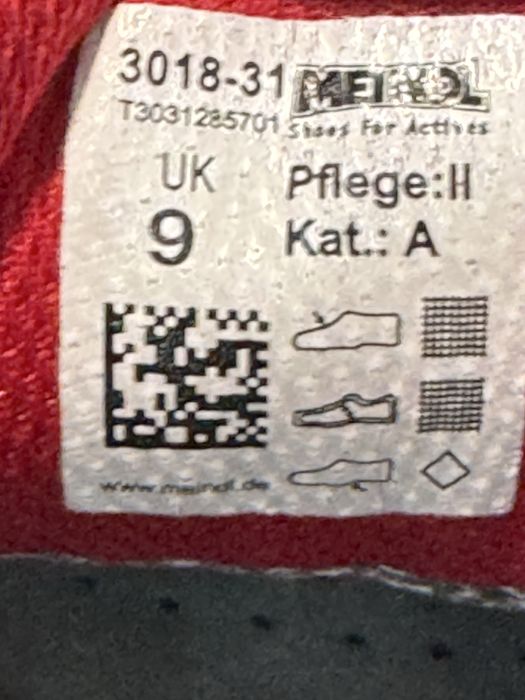 3018-31
MEINDL
T3031285701
Shoes For Actives
UK
9
Pflege:II
Kat.: A
www.meindl.de